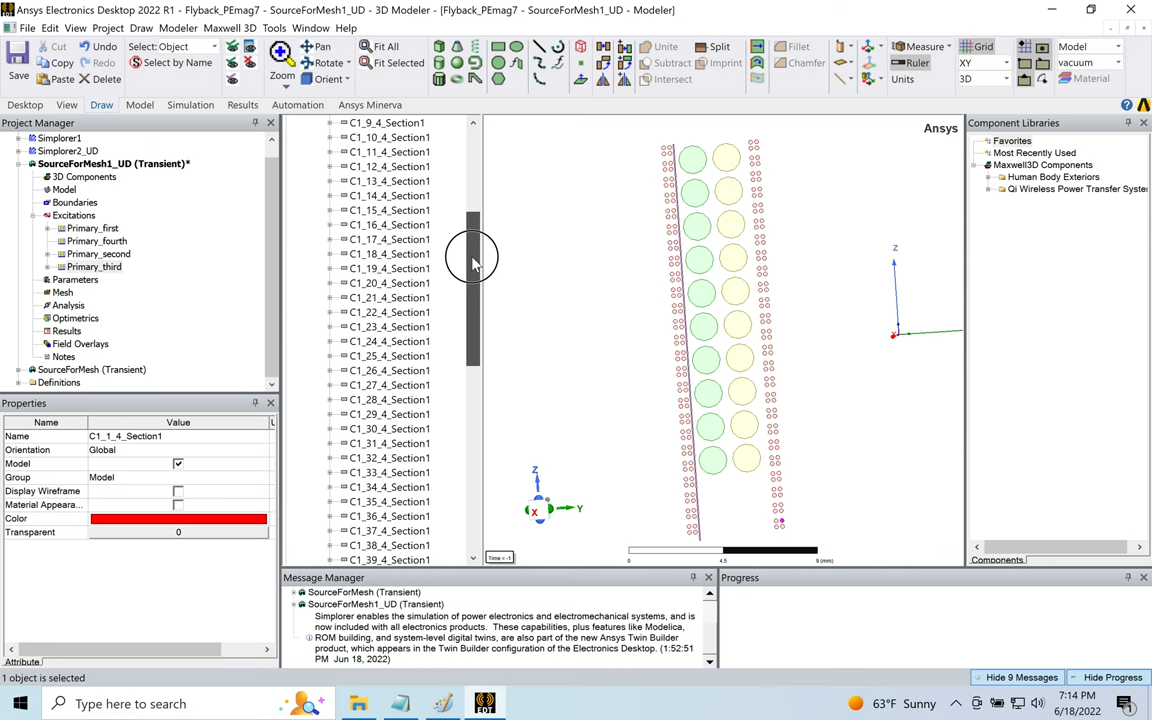 Ansys Electronics Desktop 2022 R1 - Flyback_PEmag7 - SourceForMesh1_UD - 3D Modeler - [Flyback_PEmag7 - SourceForMesh1_UD - Modeler]
File Edit View Project Draw Modeler Maxwell 3D Tools Window Help
Save Cut Copy Paste Undo Redo Delete Select: Object Select by Name Zoom Pan Rotate Orient Fit All Fit Selected Unite Subtract Intersect Split Imprint Fillet Chamfer Measure Ruler Units Grid XY 3D Model vacuum Material
Desktop View Draw Model Simulation Results Automation Ansys Minerva
Project Manager
Simplorer1
Simplorer2_UD
SourceForMesh1_UD (Transient)*
3D Components
Model
Boundaries
Excitations
Primary_first
Primary_fourth
Primary_second
Primary_third
Parameters
Mesh
Analysis
Optimetrics
Results
Field Overlays
Notes
SourceForMesh (Transient)
Definitions
Properties
Name Value U
Name C1_1_4_Section1
Orientation Global
Model
Group Model
Display Wireframe
Material Appeara...
Color
Transparent 0
Attribute
C1_9_4_Section1
C1_10_4_Section1
C1_11_4_Section1
C1_12_4_Section1
C1_13_4_Section1
C1_14_4_Section1
C1_15_4_Section1
C1_16_4_Section1
C1_17_4_Section1
C1_18_4_Section1
C1_19_4_Section1
C1_20_4_Section1
C1_21_4_Section1
C1_22_4_Section1
C1_23_4_Section1
C1_24_4_Section1
C1_25_4_Section1
C1_26_4_Section1
C1_27_4_Section1
C1_28_4_Section1
C1_29_4_Section1
C1_30_4_Section1
C1_31_4_Section1
C1_32_4_Section1
C1_33_4_Section1
C1_34_4_Section1
C1_35_4_Section1
C1_36_4_Section1
C1_37_4_Section1
C1_38_4_Section1
C1_39_4_Section1
Ansys
Z
Z
Y
X
Time = -1
0 4.5 9 (mm)
Component Libraries
Favorites
Most Recently Used
Maxwell3D Components
Human Body Exteriors
Qi Wireless Power Transfer Syste
Components
Message Manager
SourceForMesh (Transient)
SourceForMesh1_UD (Transient)
Simplorer enables the simulation of power electronics and electromechanical systems, and is
now included with all electronics products. These capabilities, plus features like Modelica,
ROM building, and system-level digital twins, are also part of the new Ansys Twin Builder
product, which appears in the Twin Builder configuration of the Electronics Desktop. (1:52:51
PM Jun 18, 2022)
Progress
1 object is selected
Hide 9 Messages
Hide Progress
Type here to search
63°F Sunny
7:14 PM
6/18/2022
1